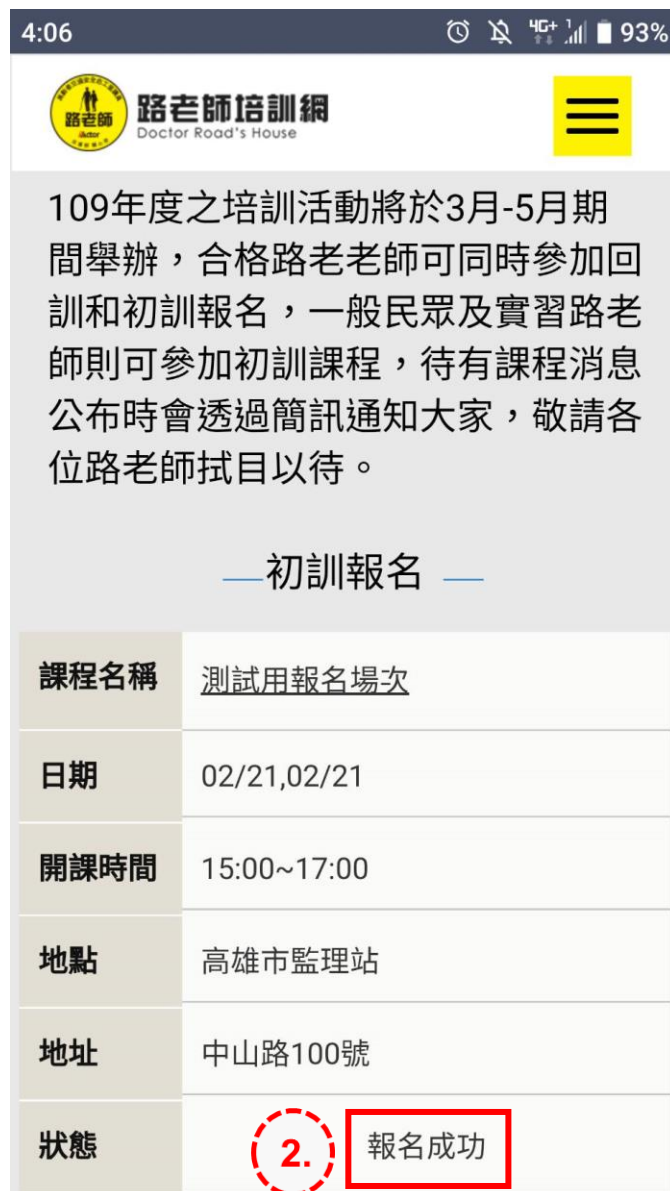 4:06
4G+
93%
路老師
路老師培訓網
Doctor Road's House
109年度之培訓活動將於3月-5月期
間舉辦，合格路老老師可同時參加回
訓和初訓報名，一般民眾及實習路老
師則可參加初訓課程，待有課程消息
公布時會透過簡訊通知大家，敬請各
位路老師拭目以待。
初訓報名
課程名稱 測試用報名場次
日期 02/21,02/21
開課時間 15:00~17:00
地點 高雄市監理站
地址 中山路100號
狀態 2. 報名成功